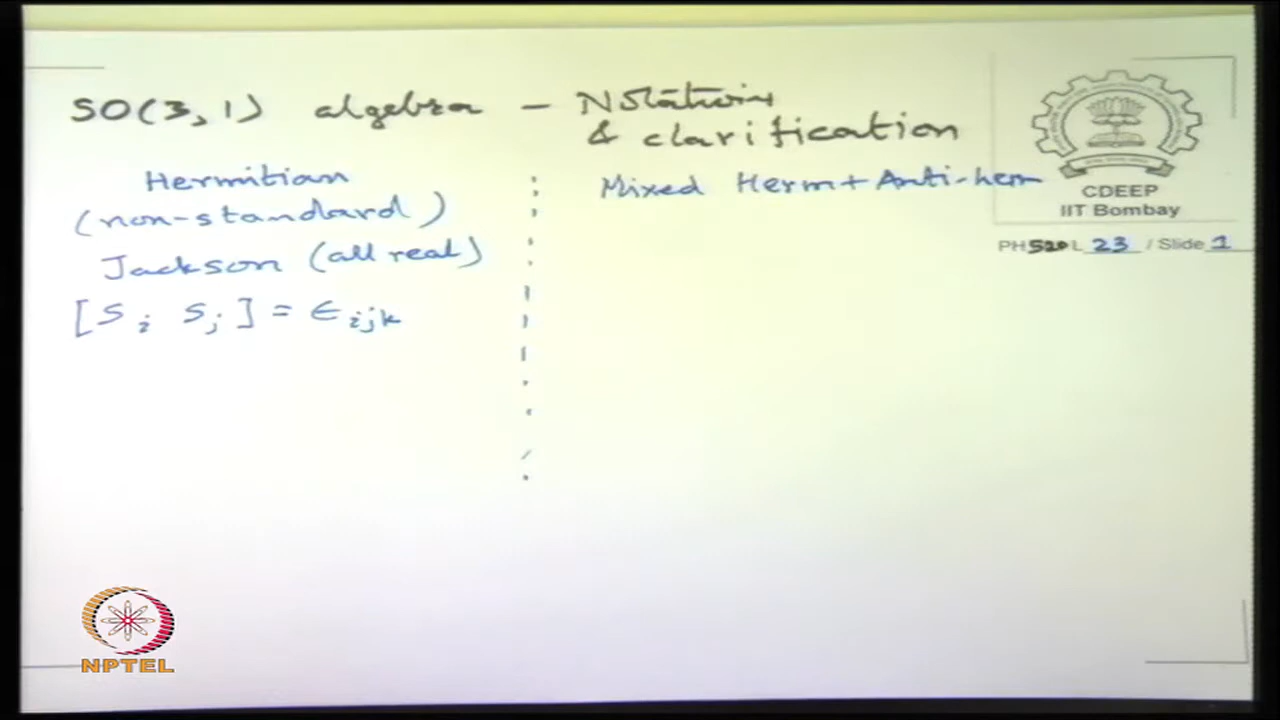 SO(3,1) algebra – Notations
& clarification
Hermitian
(non-standard)
Jackson (all real)
[S_i S_j] = ϵ_ijk
Mixed Herm + Anti-herm
CDEEP
IIT Bombay
PH 520 L 23 / Slide 1
NPTEL